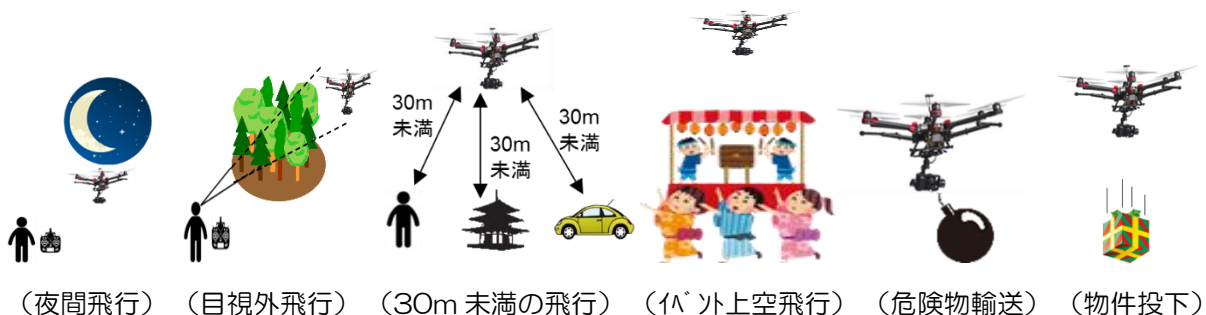 30m
未満
30m
未満
30m
未満
（夜間飛行）
（目視外飛行）
（30m 未満の飛行）
（ｲﾍﾞﾝﾄ上空飛行）
（危険物輸送）
（物件投下）